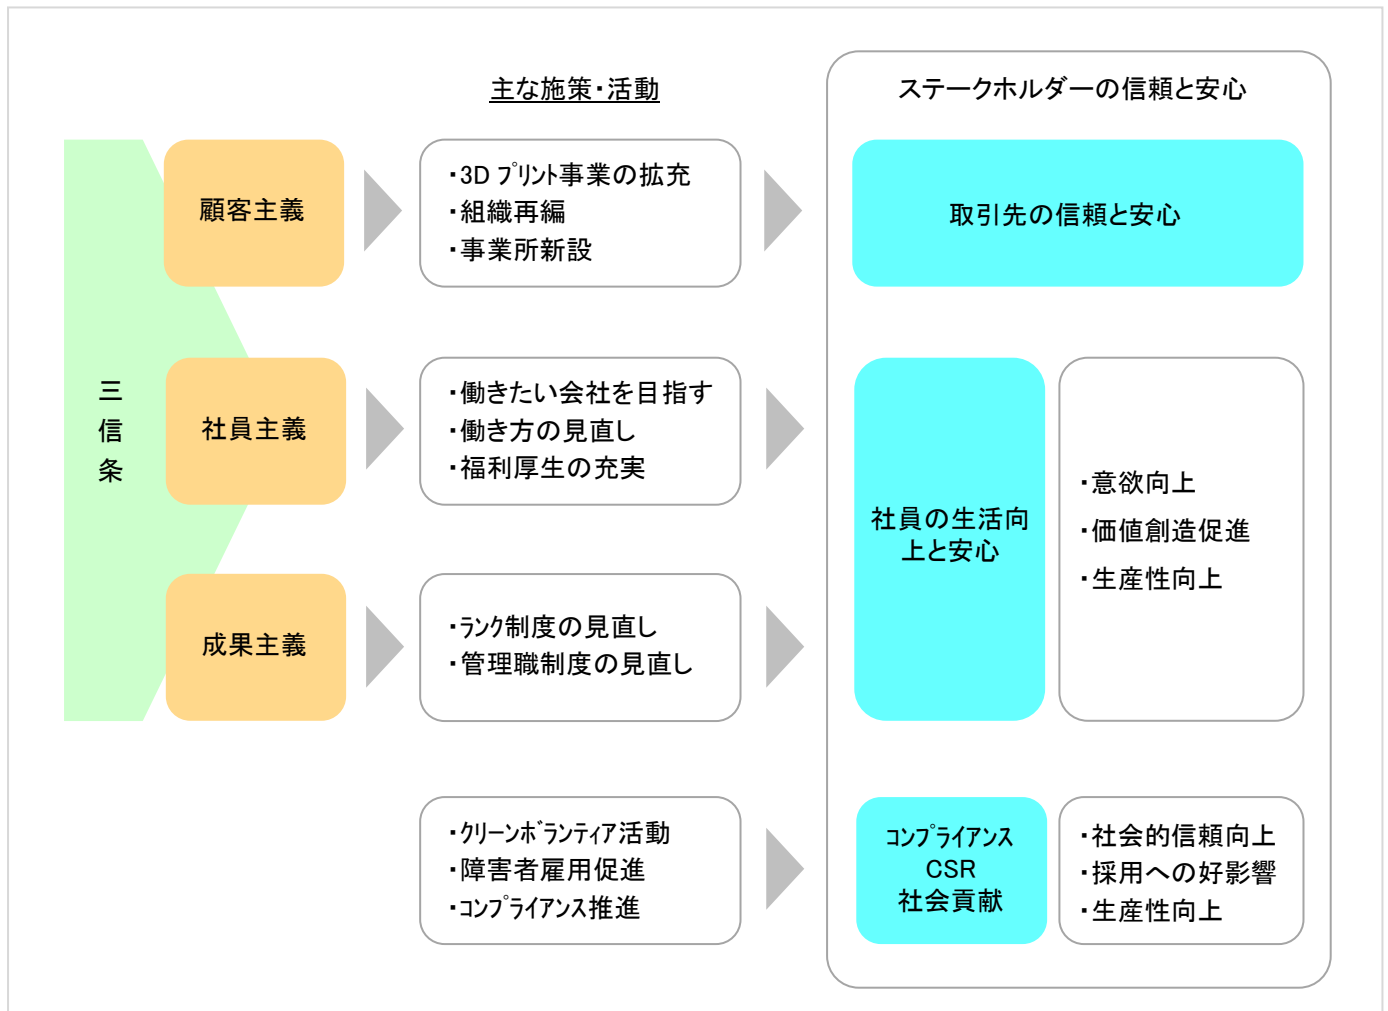 主な施策・活動
ステークホルダーの信頼と安心
三
信
条
顧客主義
・3D プリント事業の拡充
・組織再編
・事業所新設
取引先の信頼と安心
社員主義
・働きたい会社を目指す
・働き方の見直し
・福利厚生の充実
成果主義
・ランク制度の見直し
・管理職制度の見直し
社員の生活向
上と安心
・意欲向上
・価値創造促進
・生産性向上
・クリーンボランティア活動
・障害者雇用促進
・コンプライアンス推進
コンプライアンス
CSR
社会貢献
・社会的信頼向上
・採用への好影響
・生産性向上